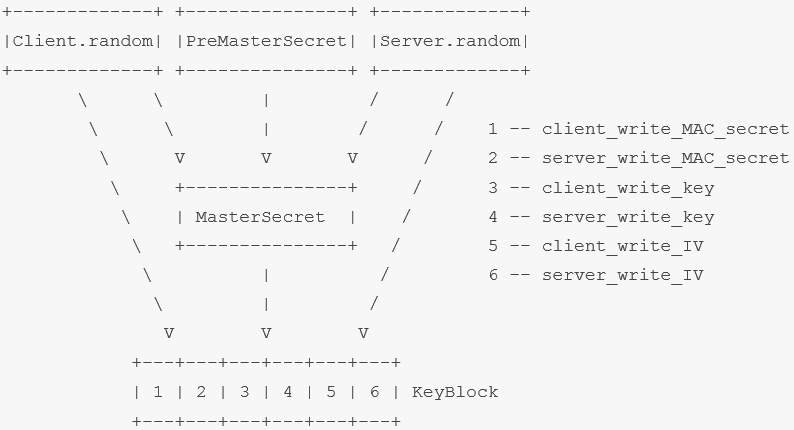 +-------------+ +---------------+ +-------------+
|Client.random| |PreMasterSecret| |Server.random|
+-------------+ +---------------+ +-------------+
       \      \         |         /      /
        \      \        |        /      /    1 -- client_write_MAC_secret
         \      V       V       V      /     2 -- server_write_MAC_secret
          \     +---------------+     /      3 -- client_write_key
           \    | MasterSecret  |    /       4 -- server_write_key
            \   +---------------+   /        5 -- client_write_IV
             \          |          /         6 -- server_write_IV
              \         |         /
               V        V        V
            +---+---+---+---+---+---+
            | 1 | 2 | 3 | 4 | 5 | 6 | KeyBlock
            +---+---+---+---+---+---+